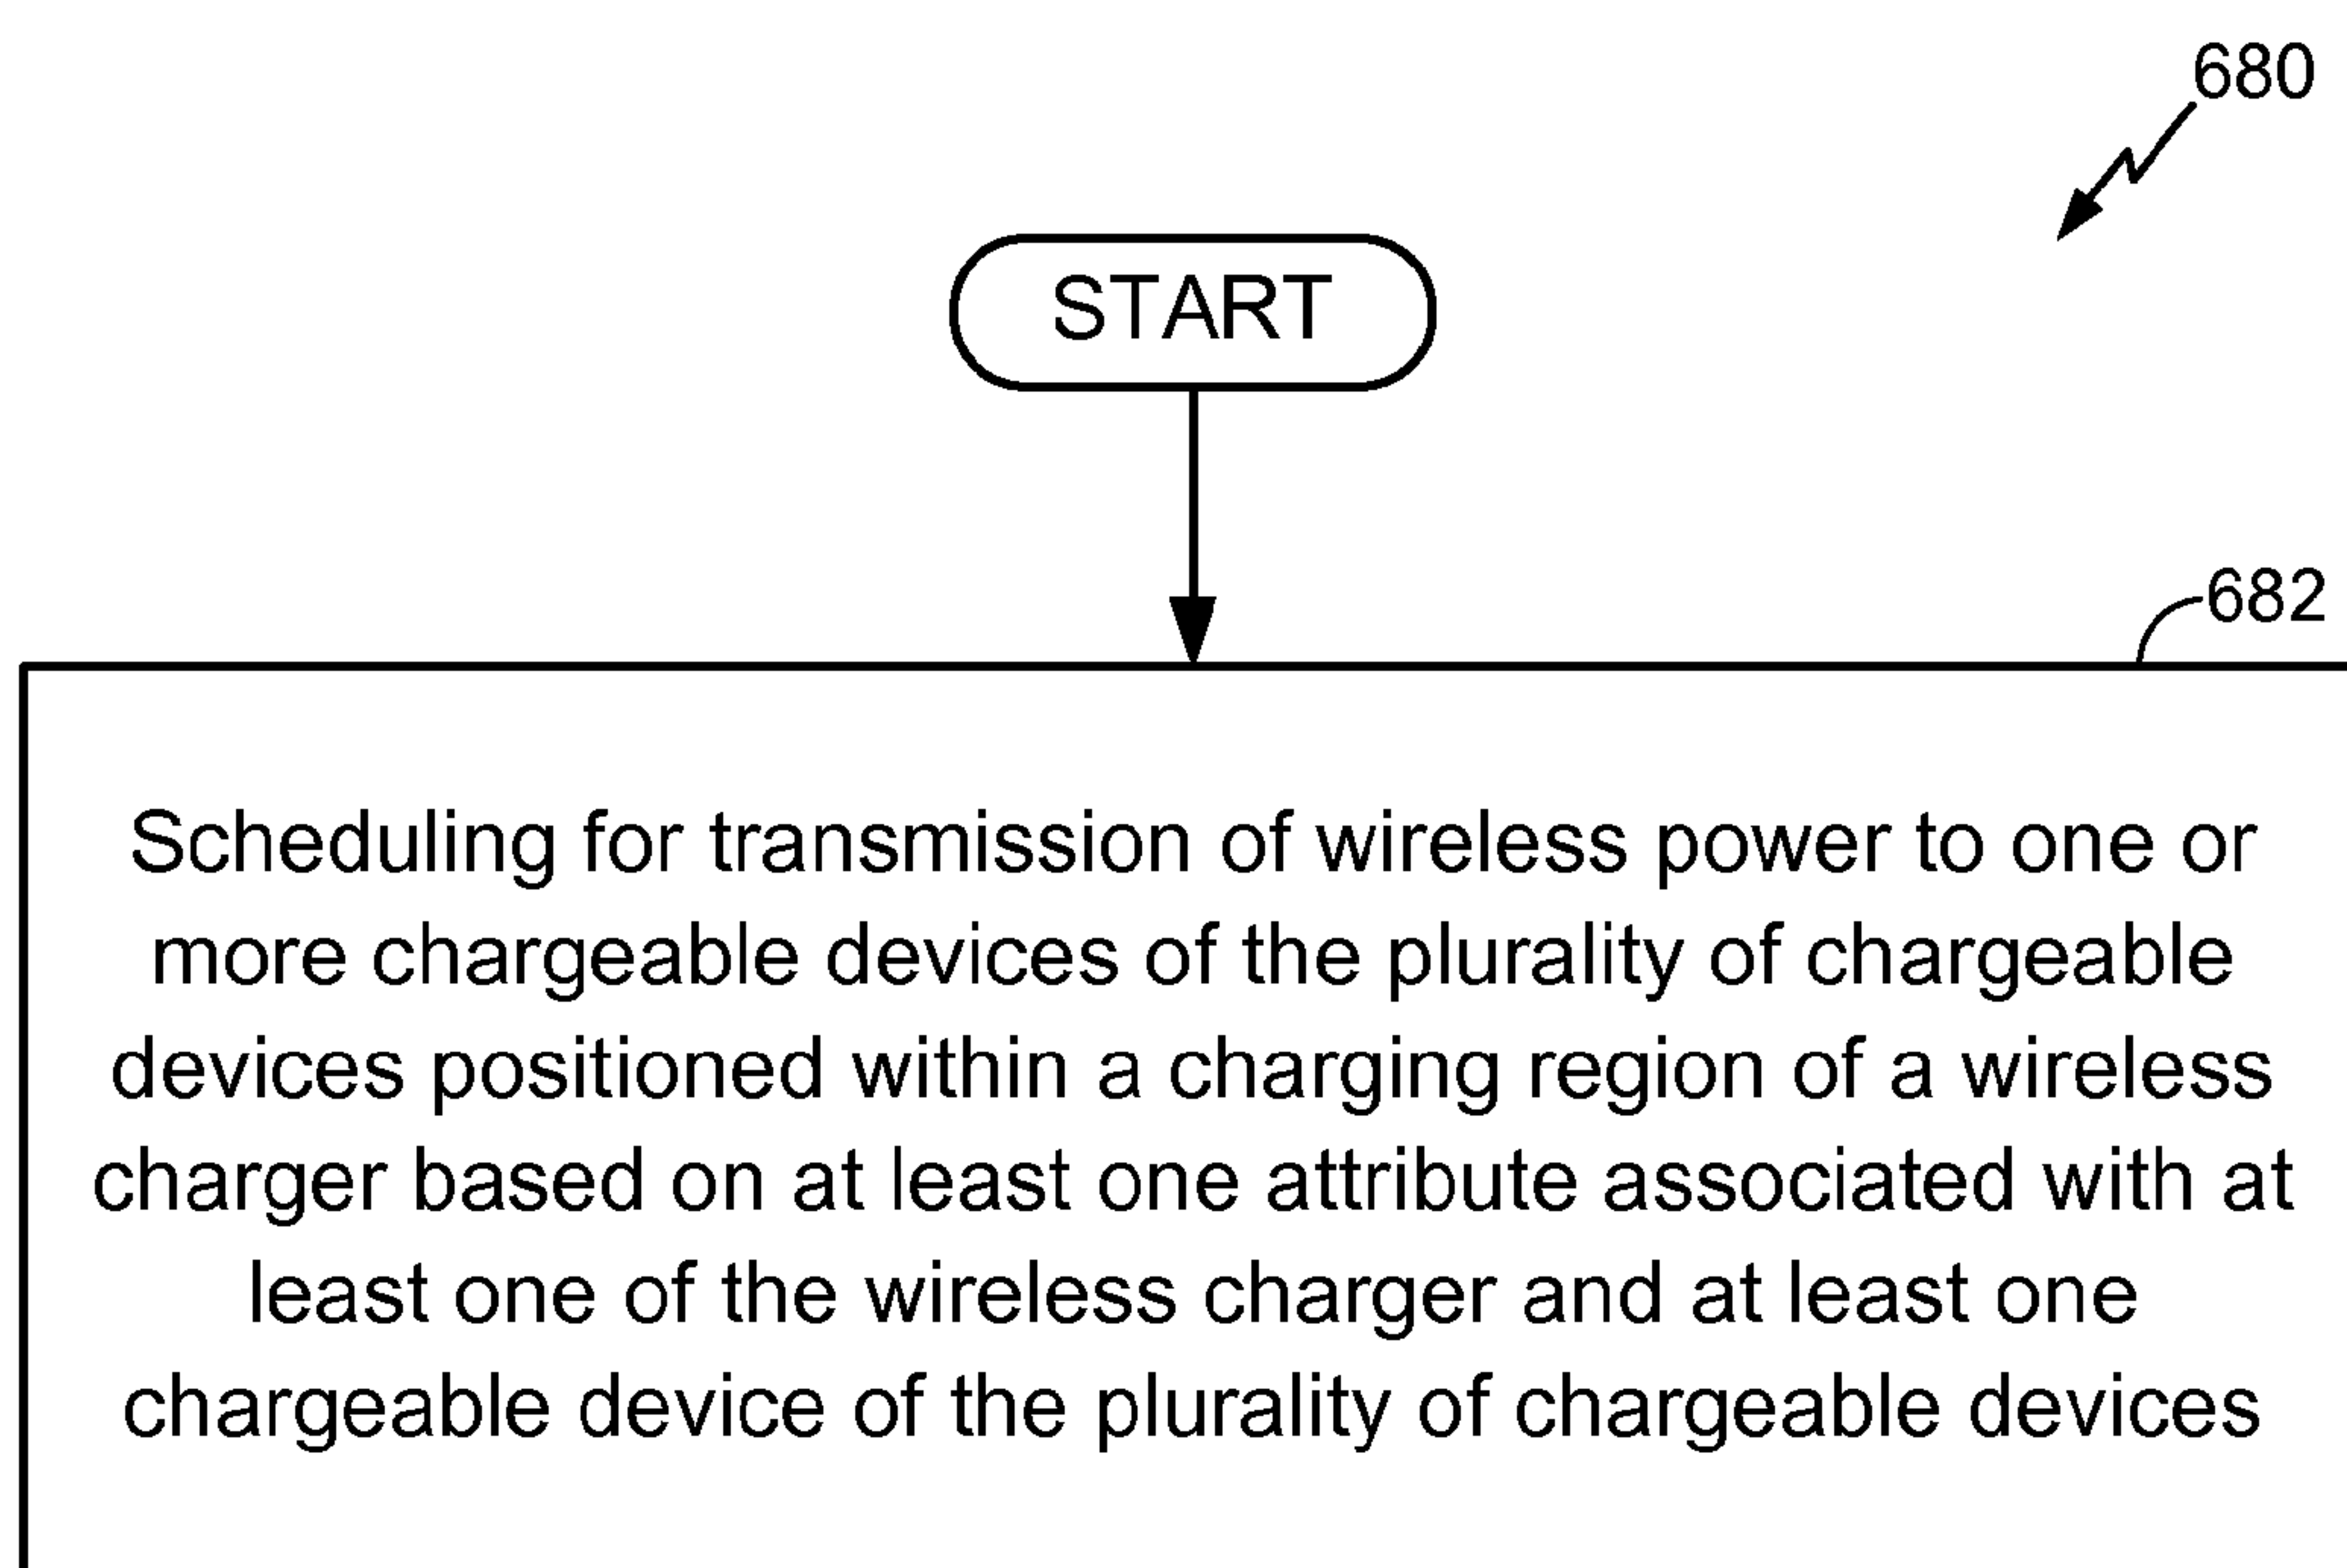 680
START
682
Scheduling for transmission of wireless power to one or
more chargeable devices of the plurality of chargeable
devices positioned within a charging region of a wireless
charger based on at least one attribute associated with at
least one of the wireless charger and at least one
chargeable device of the plurality of chargeable devices